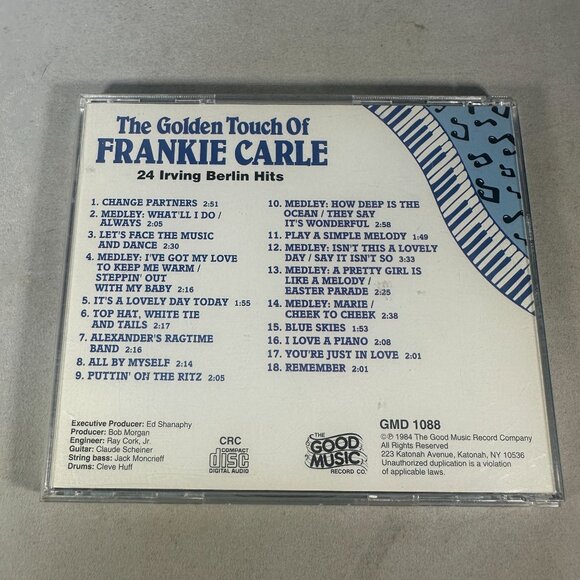 The Golden Touch Of
FRANKIE CARLE
24 Irving Berlin Hits
1. CHANGE PARTNERS 2:51
2. MEDLEY: WHAT'LL I DO /
ALWAYS 2:05
3. LET'S FACE THE MUSIC
AND DANCE 2:30
4. MEDLEY: I'VE GOT MY LOVE
TO KEEP ME WARM /
STEPPIN' OUT
WITH MY BABY 2:16
5. IT'S A LOVELY DAY TODAY 1:55
6. TOP HAT, WHITE TIE
AND TAILS 2:17
7. ALEXANDER'S RAGTIME
BAND 2:16
8. ALL BY MYSELF 2:14
9. PUTTIN' ON THE RITZ 2:05
10. MEDLEY: HOW DEEP IS THE
OCEAN / THEY SAY
IT'S WONDERFUL 2:58
11. PLAY A SIMPLE MELODY 1:49
12. MEDLEY: ISN'T THIS A LOVELY
DAY / SAY IT ISN'T SO 3:33
13. MEDLEY: A PRETTY GIRL IS
LIKE A MELODY /
EASTER PARADE 2:25
14. MEDLEY: MARIE /
CHEEK TO CHEEK 2:38
15. BLUE SKIES 1:53
16. I LOVE A PIANO 2:08
17. YOU'RE JUST IN LOVE 2:01
18. REMEMBER 2:01
Executive Producer: Ed Shanaphy
Producer: Bob Morgan
Engineer: Ray Cork, Jr.
Guitar: Claude Scheiner
String bass: Jack Moncrieff
Drums: Cleve Huff
CRC
COMPACT
disc
DIGITAL AUDIO
THE
GOOD
MUSIC
RECORD CO.
GMD 1088
©℗ 1984 The Good Music Record Company
All Rights Reserved
223 Katonah Avenue, Katonah, NY 10536
Unauthorized duplication is a violation
of applicable laws.